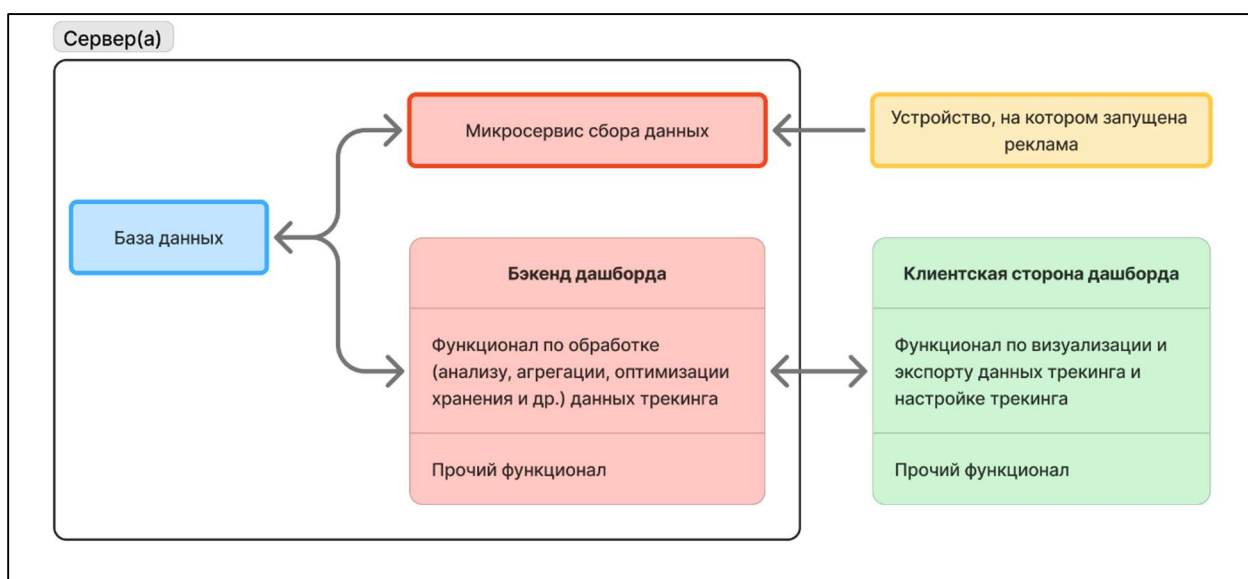 Сервер(а)
Микросервис сбора данных
Устройство, на котором запущена
реклама
База данных
Бэкенд дашборда
Функционал по обработке
(анализу, агрегации, оптимизации
хранения и др.) данных трекинга
Прочий функционал
Клиентская сторона дашборда
Функционал по визуализации и
экспорту данных трекинга и
настройке трекинга
Прочий функционал